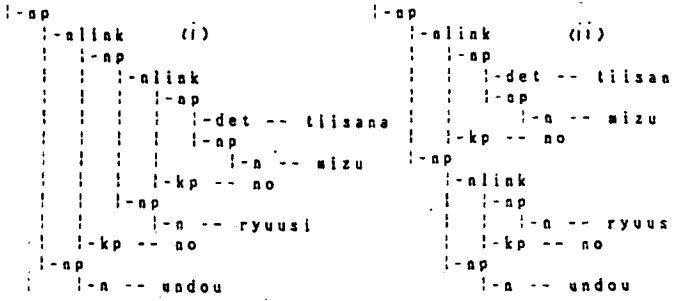 |-np |-np
|-nlink (i) |-nlink (ii)
|-np |-np
|-nlink |-det -- tiisan
|-np |-np
|-det -- tiisana |-n -- mizu
|-np |-kp -- no
|-n -- mizu |-np
|-kp -- no |-nlink
|-np |-np
|-n -- ryuusi |-n -- ryuus
|-kp -- no |-kp -- no
|-np |-np
|-n -- undou |-n -- undou